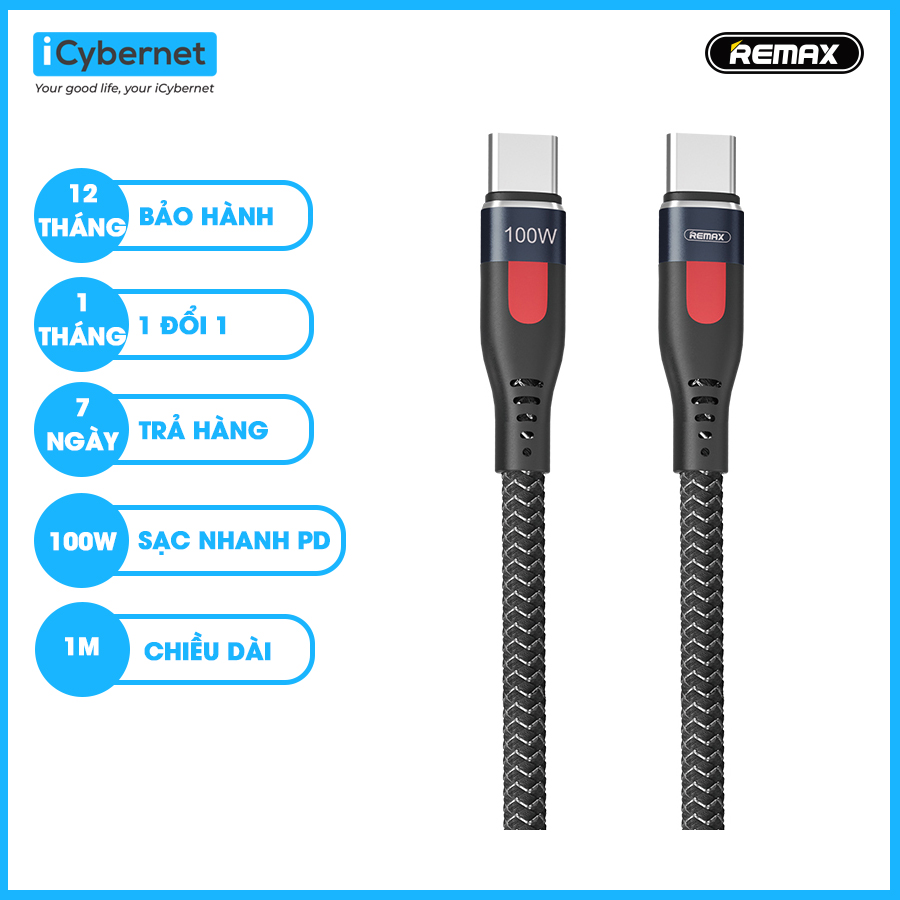 iCybernet
Your good life, your iCybernet
REMAX
12
THÁNG
BẢO HÀNH
1
THÁNG
1 ĐỔI 1
7
NGÀY
TRẢ HÀNG
100W
SẠC NHANH PD
1M
CHIỀU DÀI
100W
REMAX